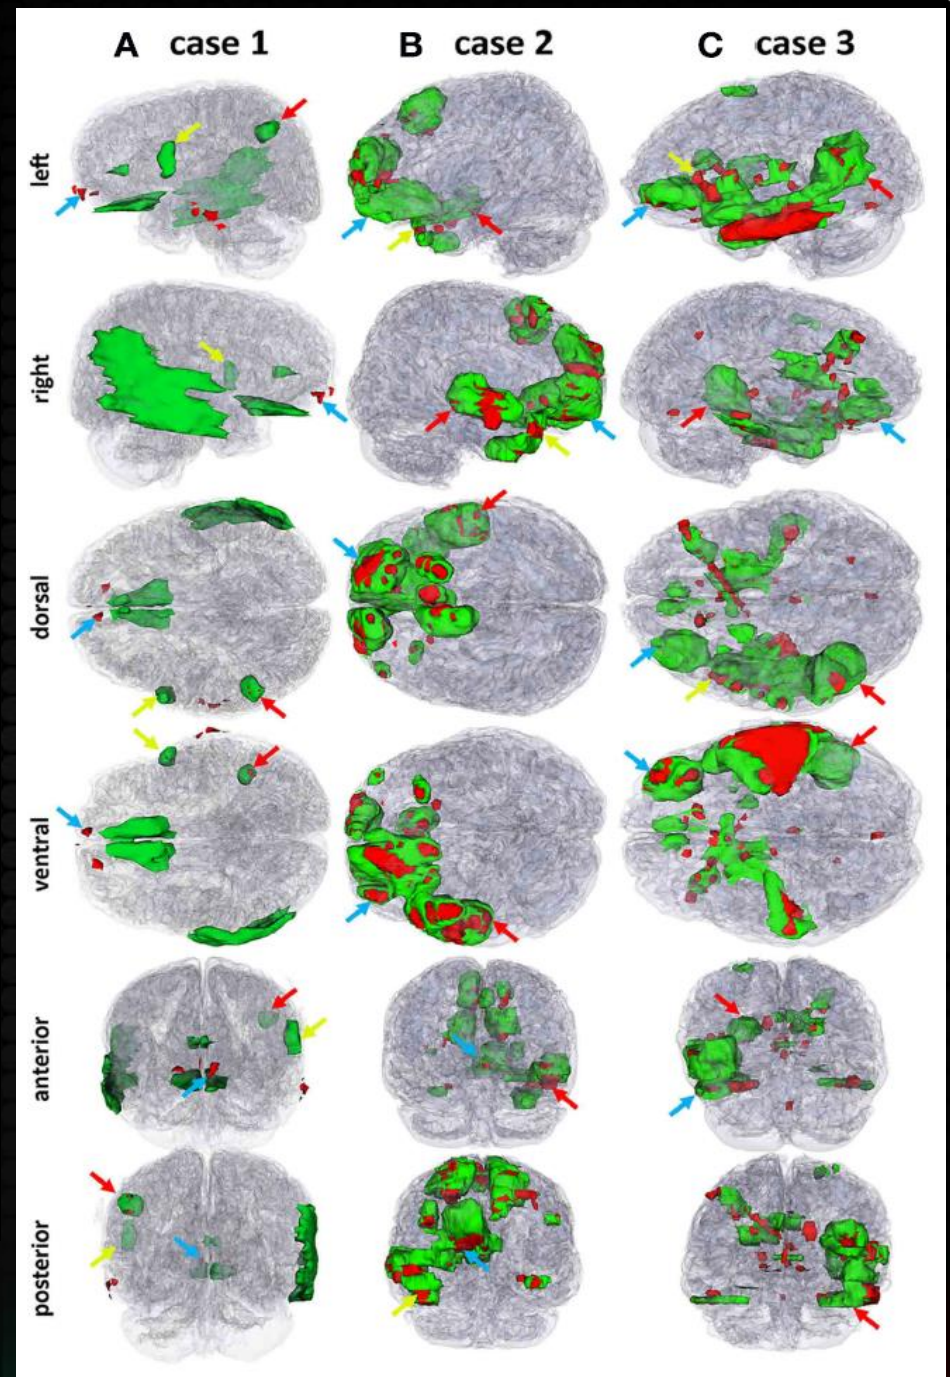 A case 1 B case 2 C case 3
left
right
dorsal
ventral
anterior
posterior